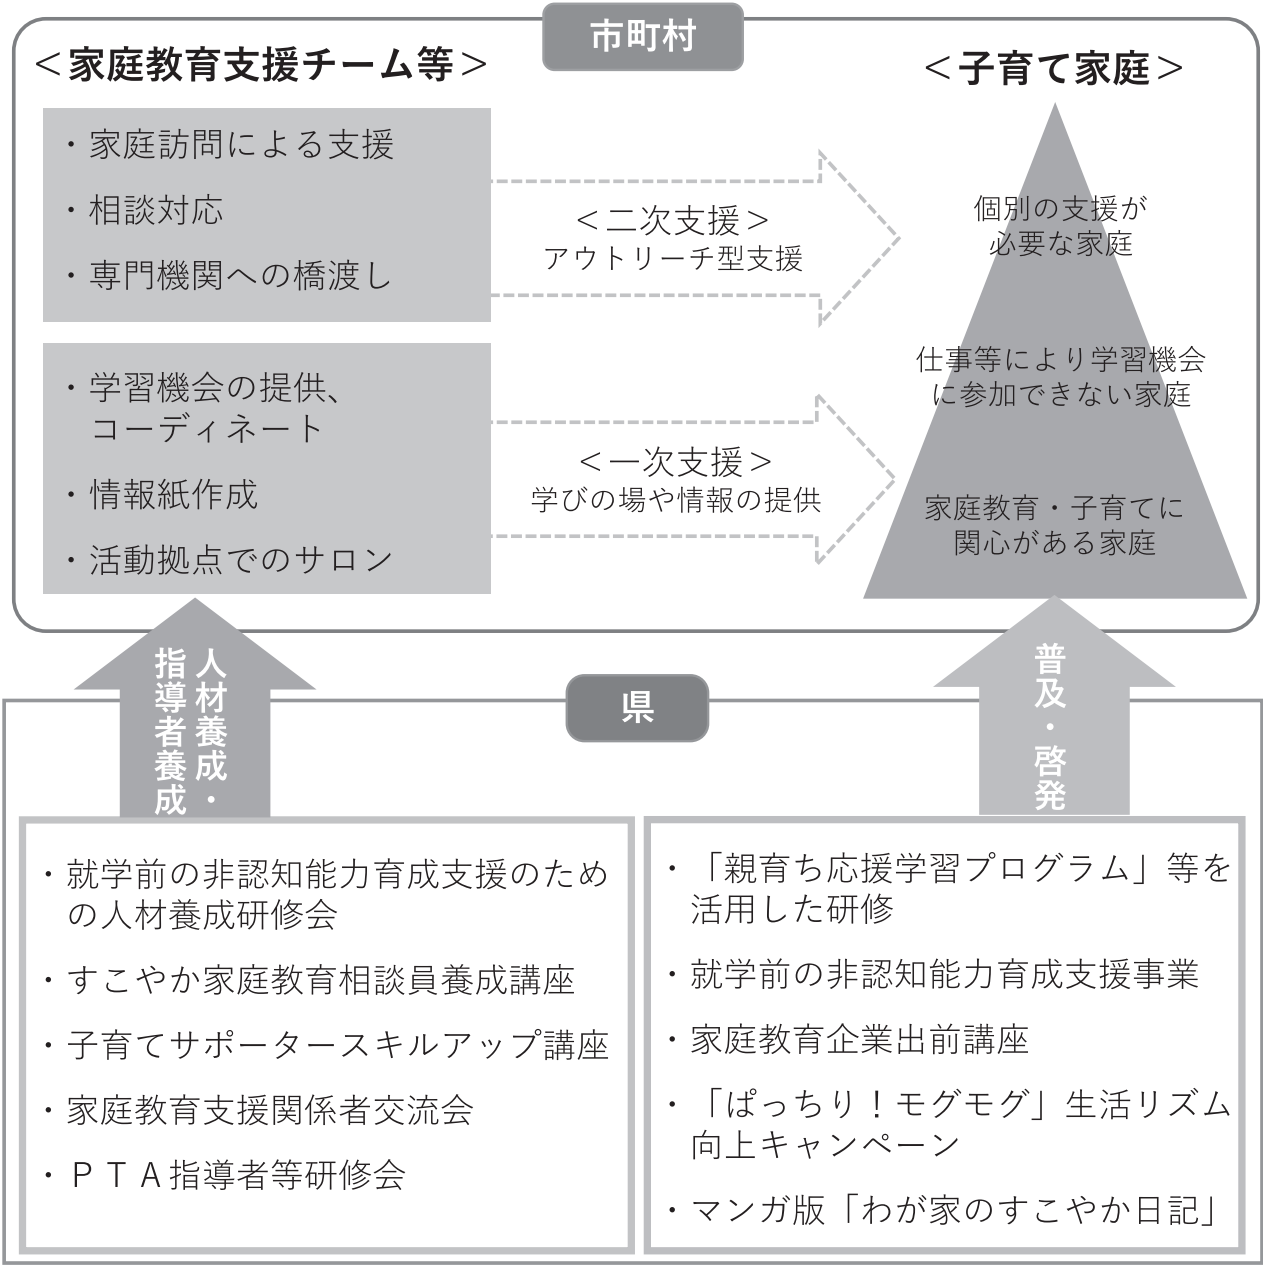 市町村
＜家庭教育支援チーム等＞
・家庭訪問による支援
・相談対応
・専門機関への橋渡し
・学習機会の提供、
コーディネート
・情報紙作成
・活動拠点でのサロン
＜二次支援＞
アウトリーチ型支援
＜一次支援＞
学びの場や情報の提供
＜子育て家庭＞
個別の支援が
必要な家庭
仕事等により学習機会
に参加できない家庭
家庭教育・子育てに
関心がある家庭
人材養成・
指導者養成
県
普及・啓発
・就学前の非認知能力育成支援のため
の人材養成研修会
・すこやか家庭教育相談員養成講座
・子育てサポータースキルアップ講座
・家庭教育支援関係者交流会
・ＰＴＡ指導者等研修会
・「親育ち応援学習プログラム」等を
活用した研修
・就学前の非認知能力育成支援事業
・家庭教育企業出前講座
・「ぱっちり！モグモグ」生活リズム
向上キャンペーン
・マンガ版「わが家のすこやか日記」